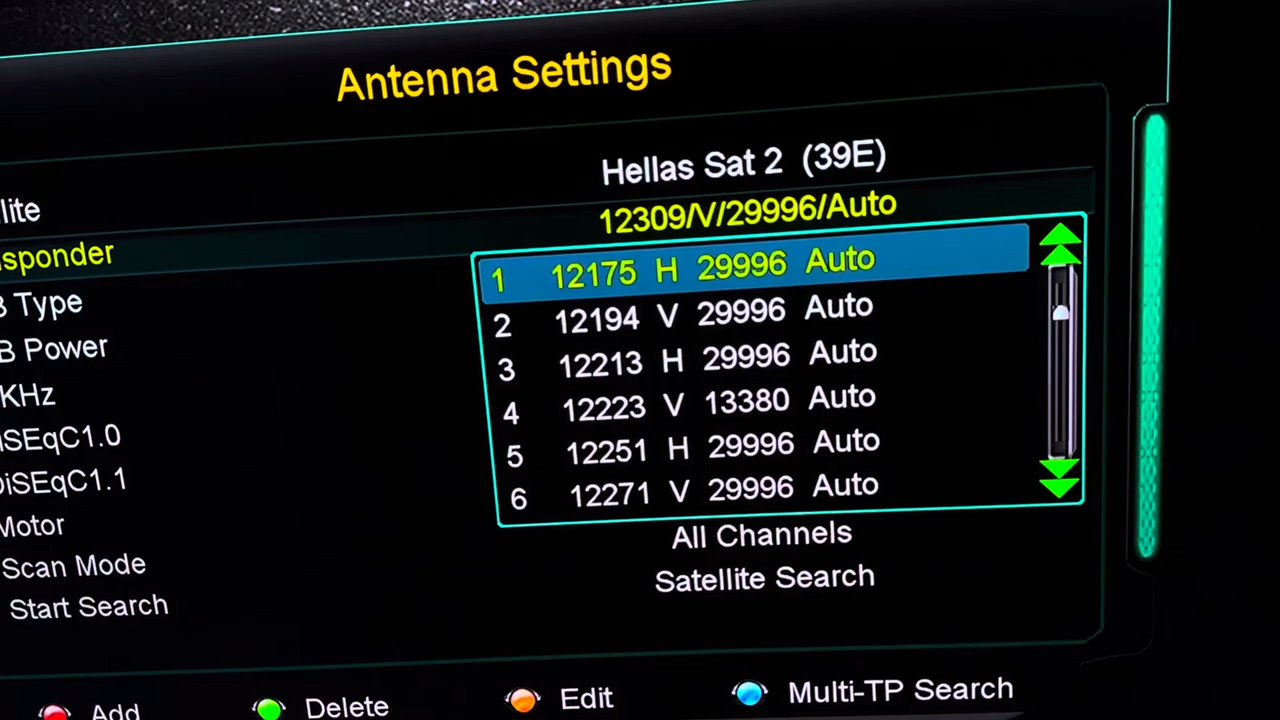 Antenna Settings
lite Hellas Sat 2 (39E)
sponder 12309/V/29996/Auto
1 12175 H 29996 Auto
B Type
2 12194 V 29996 Auto
B Power
3 12213 H 29996 Auto
KHz
4 12223 V 13380 Auto
iSEqC1.0
5 12251 H 29996 Auto
DiSEqC1.1
6 12271 V 29996 Auto
Motor
Scan Mode All Channels
Start Search Satellite Search
Add Delete Edit Multi-TP Search